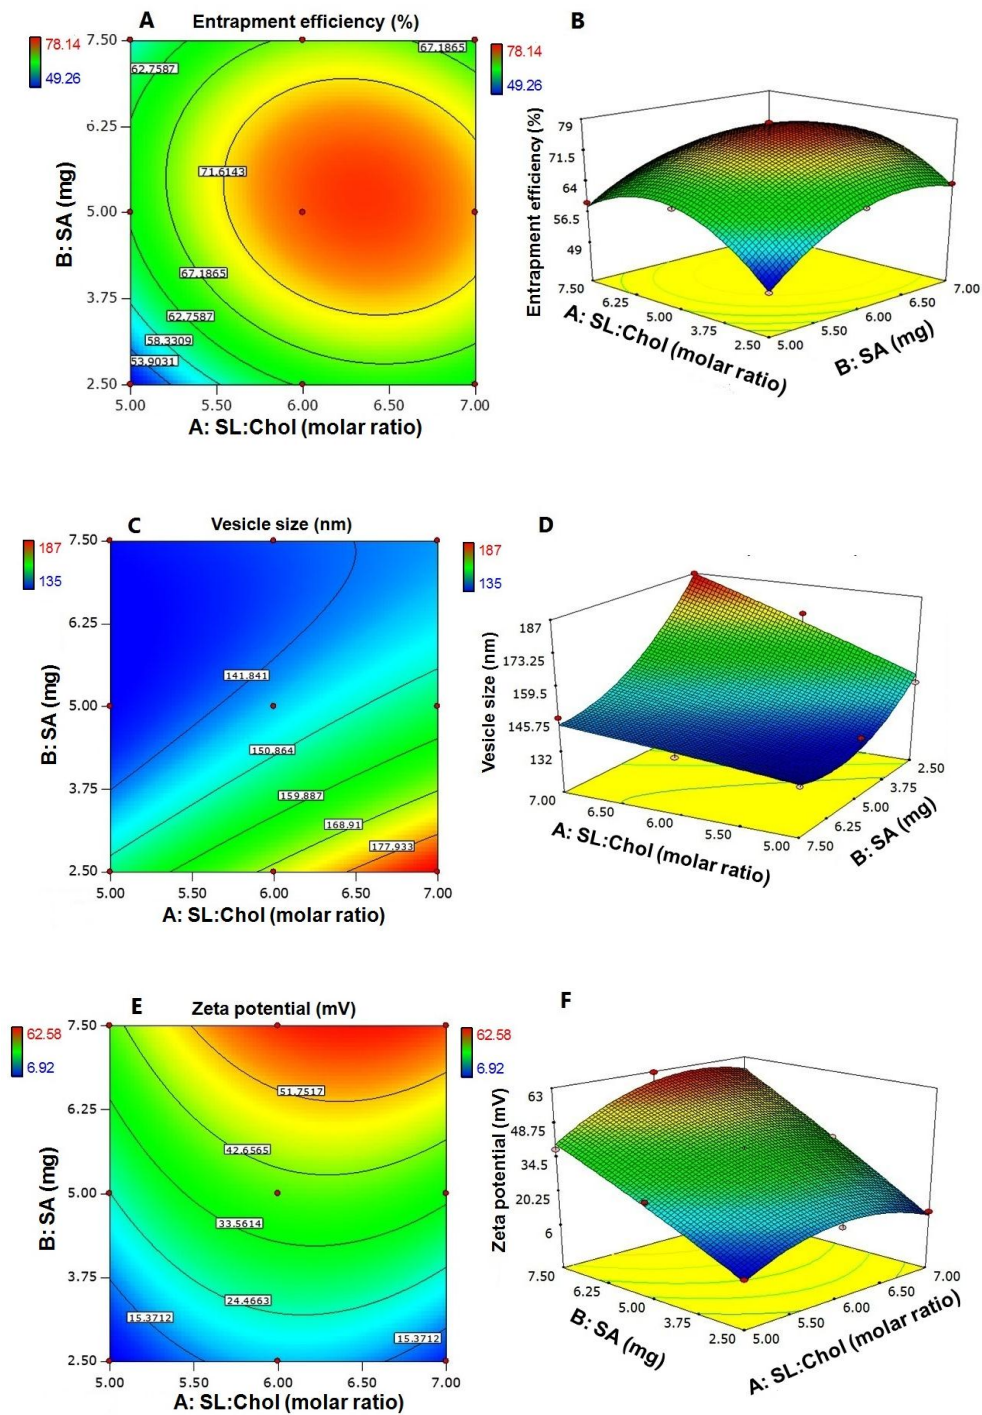 A Entrapment efficiency (%)
78.14
49.26
7.50
6.25
5.00
3.75
2.50
B: SA (mg)
67.1865
62.7587
71.6143
67.1865
62.7587
58.3309
53.9031
5.00 5.50 6.00 6.50 7.00
A: SL:Chol (molar ratio)
B
78.14
49.26
Entrapment efficiency (%)
79
71.5
64
56.5
49
7.50 6.25 5.00 3.75 2.50
A: SL:Chol (molar ratio)
5.00 5.50 6.00 6.50 7.00
B: SA (mg)
C Vesicle size (nm)
187
135
7.50
6.25
5.00
3.75
2.50
B: SA (mg)
141.841
150.864
159.887
168.91
177.933
5.00 5.50 6.00 6.50 7.00
A: SL:Chol (molar ratio)
D
187
135
Vesicle size (nm)
187
173.25
159.5
145.75
132
7.00 6.50 6.00 5.50 5.00
A: SL:Chol (molar ratio)
7.50 6.25 5.00 3.75 2.50
B: SA (mg)
E Zeta potential (mV)
62.58
6.92
7.50
6.25
5.00
3.75
2.50
B: SA (mg)
51.7517
42.6565
33.5614
24.4663
15.3712
15.3712
5.00 5.50 6.00 6.50 7.00
A: SL:Chol (molar ratio)
F
62.58
6.92
Zeta potential (mV)
63
48.75
34.5
20.25
6
7.50 6.25 5.00 3.75 2.50
B: SA (mg)
5.00 5.50 6.00 6.50 7.00
A: SL:Chol (molar ratio)